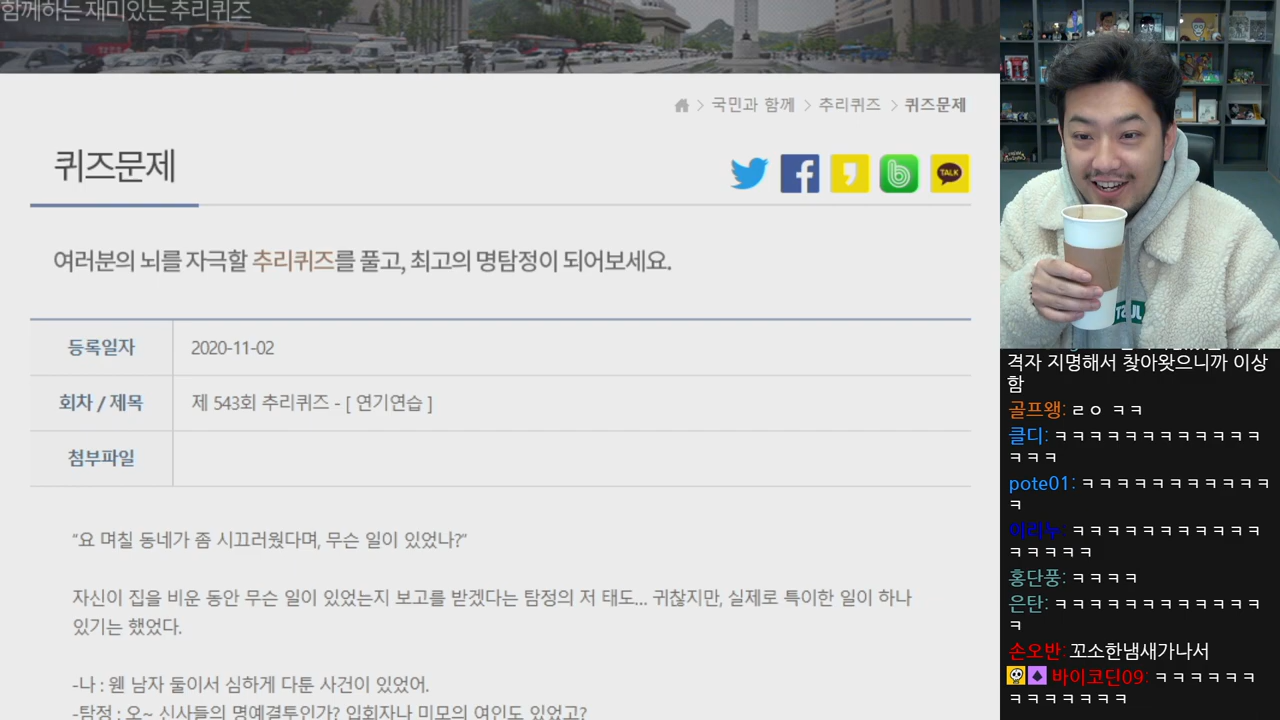 함께하는 재미있는 추리퀴즈
국민과 함께
추리퀴즈
퀴즈문제
퀴즈문제
TALK
여러분의 뇌를 자극할 추리퀴즈를 풀고, 최고의 명탐정이 되어보세요.
등록일자 2020-11-02
회차 / 제목 제 543회 추리퀴즈 - [ 연기연습 ]
첨부파일
“요 며칠 동네가 좀 시끄러웠다며, 무슨 일이 있었나?”
자신이 집을 비운 동안 무슨 일이 있었는지 보고를 받겠다는 탐정의 저 태도... 귀찮지만, 실제로 특이한 일이 하나
있기는 했었다.
-나 : 웬 남자 둘이서 심하게 다툰 사건이 있었어.
-탐정 : 오~ 신사들의 명예결투인가? 입회자나 미모의 여인도 있었고?
격자 지명해서 찾아왓으니까 이상
함
골프왱: ㄹㅇ ㅋㅋ
클디: ㅋㅋㅋㅋㅋㅋㅋㅋㅋㅋㅋㅋ
ㅋㅋㅋ
pote01: ㅋㅋㅋㅋㅋㅋㅋㅋㅋㅋㅋ
ㅋ
이리누: ㅋㅋㅋㅋㅋㅋㅋㅋㅋㅋㅋ
ㅋㅋㅋㅋㅋ
홍단풍: ㅋㅋㅋㅋ
은탄: ㅋㅋㅋㅋㅋㅋㅋㅋㅋㅋㅋㅋ
ㅋ
손오반: 꼬소한냄새가나서
바이코딘09: ㅋㅋㅋㅋㅋㅋ
ㅋㅋㅋㅋㅋㅋㅋ